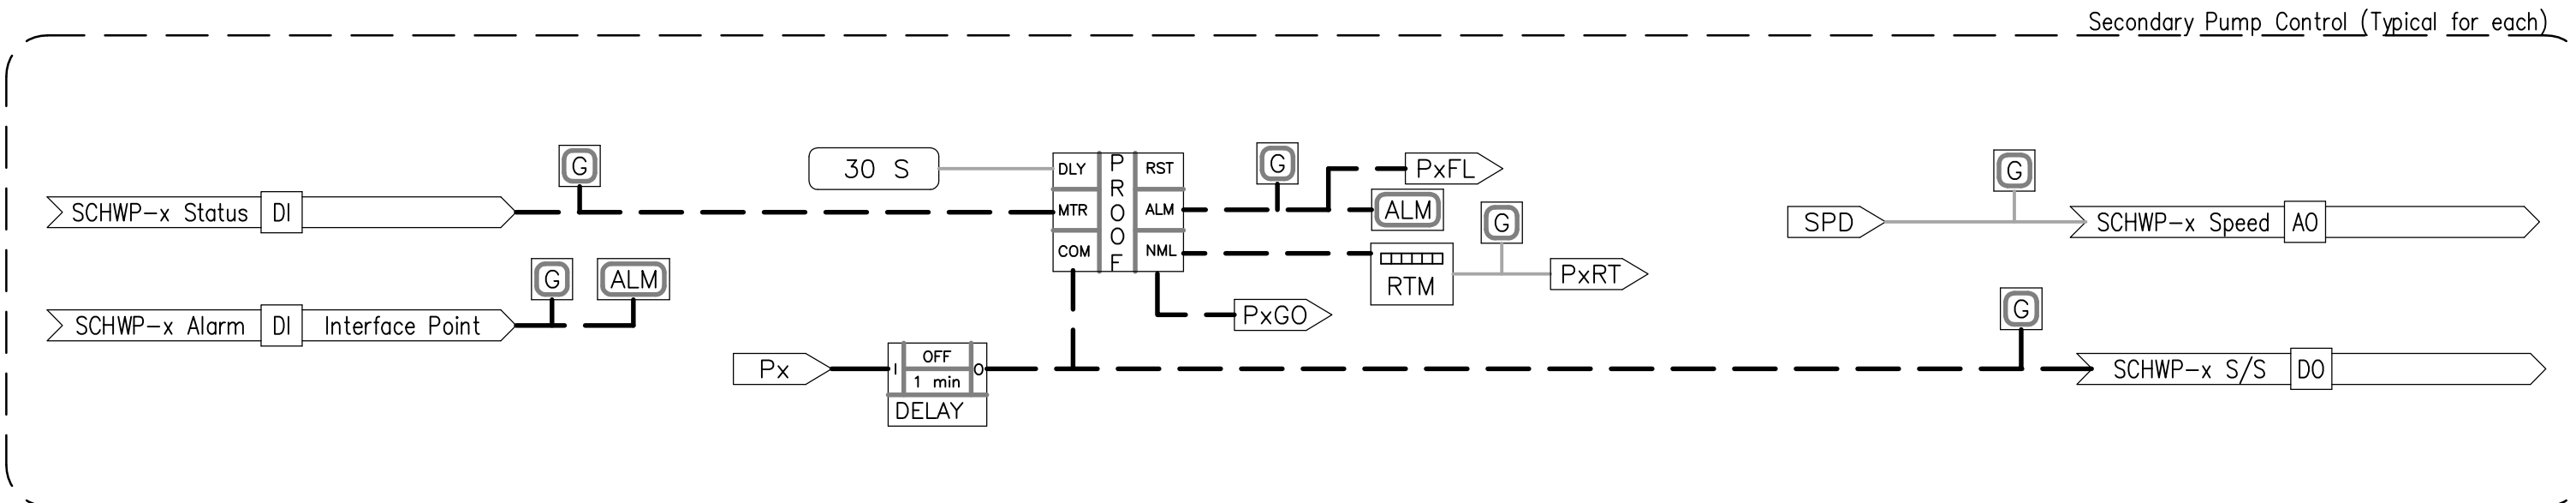 Secondary Pump Control (Typical for each)
G
30 S
DLY
MTR
COM
PROOF
RST
ALM
NML
G
PxFL
ALM
G
RTM
PxRT
PxGO
SCHWP-x Status DI
G
ALM
SCHWP-x Alarm DI Interface Point
Px
I
OFF
1 min
O
DELAY
G
SPD
SCHWP-x Speed AO
G
SCHWP-x S/S DO